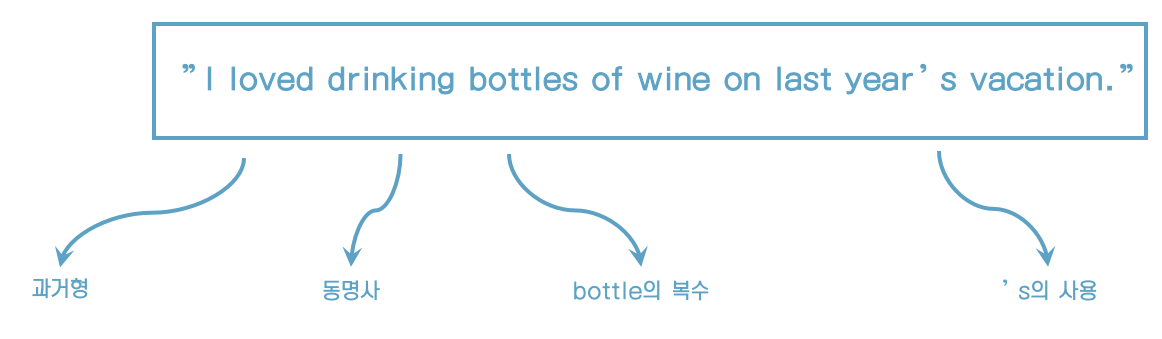 ”I loved drinking bottles of wine on last year’s vacation.”
과거형 동명사 bottle의 복수 ’s의 사용